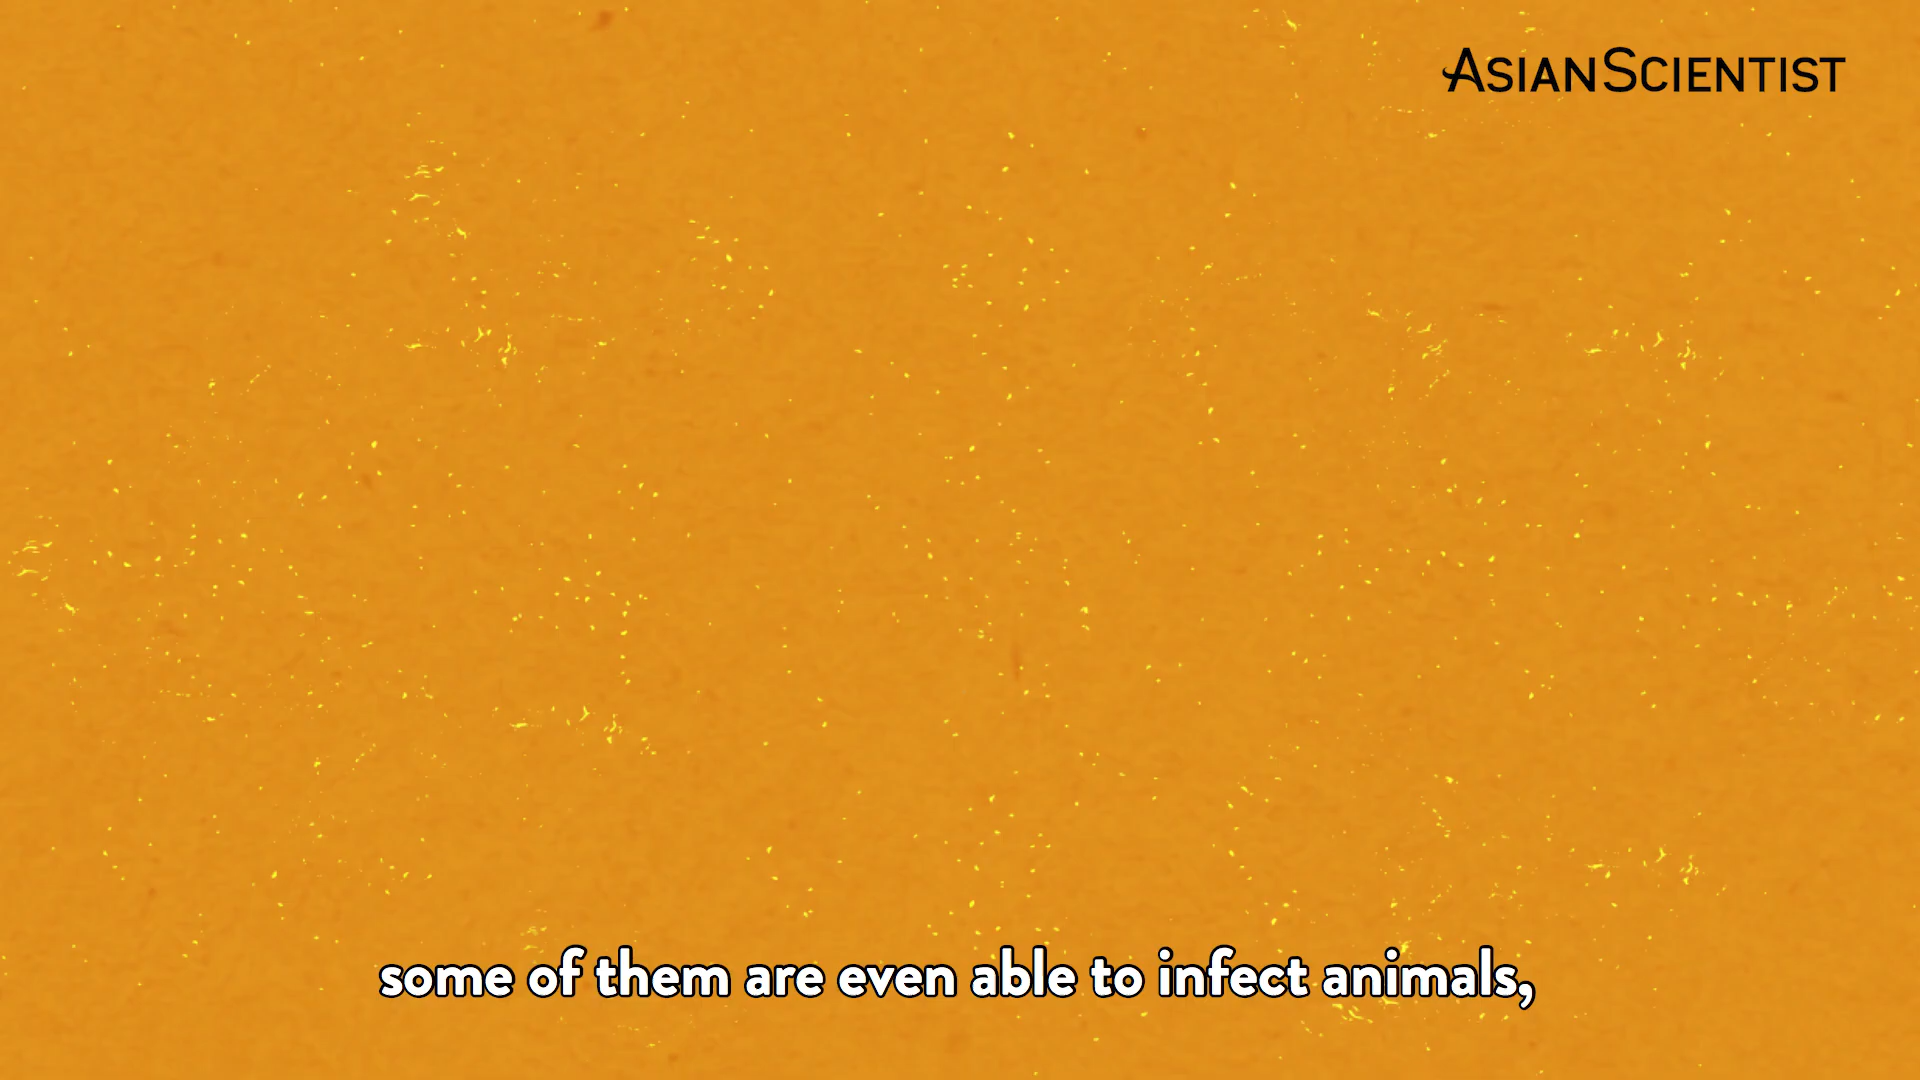 ASIANSCIENTIST
some of them are even able to infect animals,